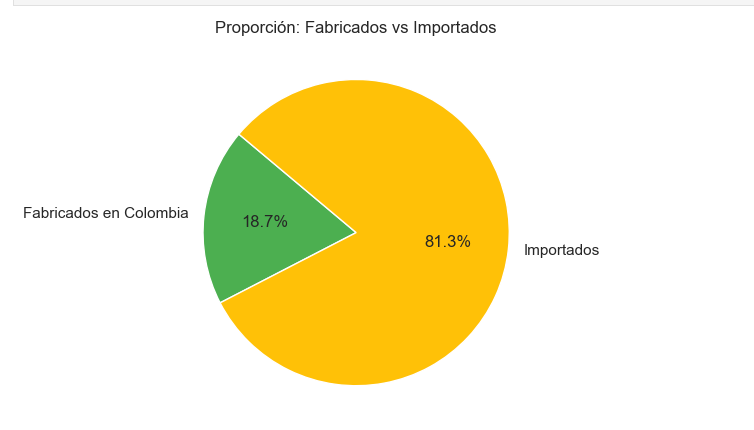 Proporción: Fabricados vs Importados
Fabricados en Colombia
18.7%
81.3%
Importados